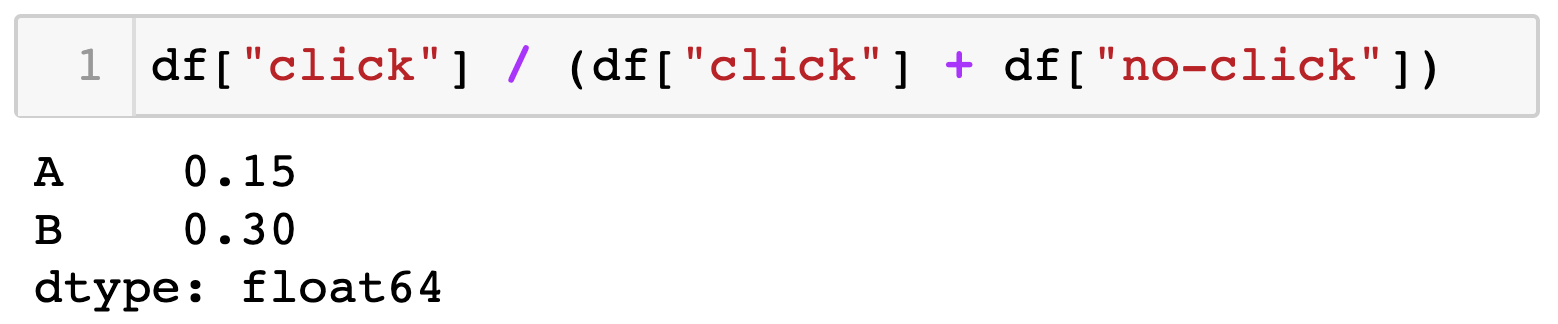 1 df["click"] / (df["click"] + df["no-click"])
A 0.15
B 0.30
dtype: float64